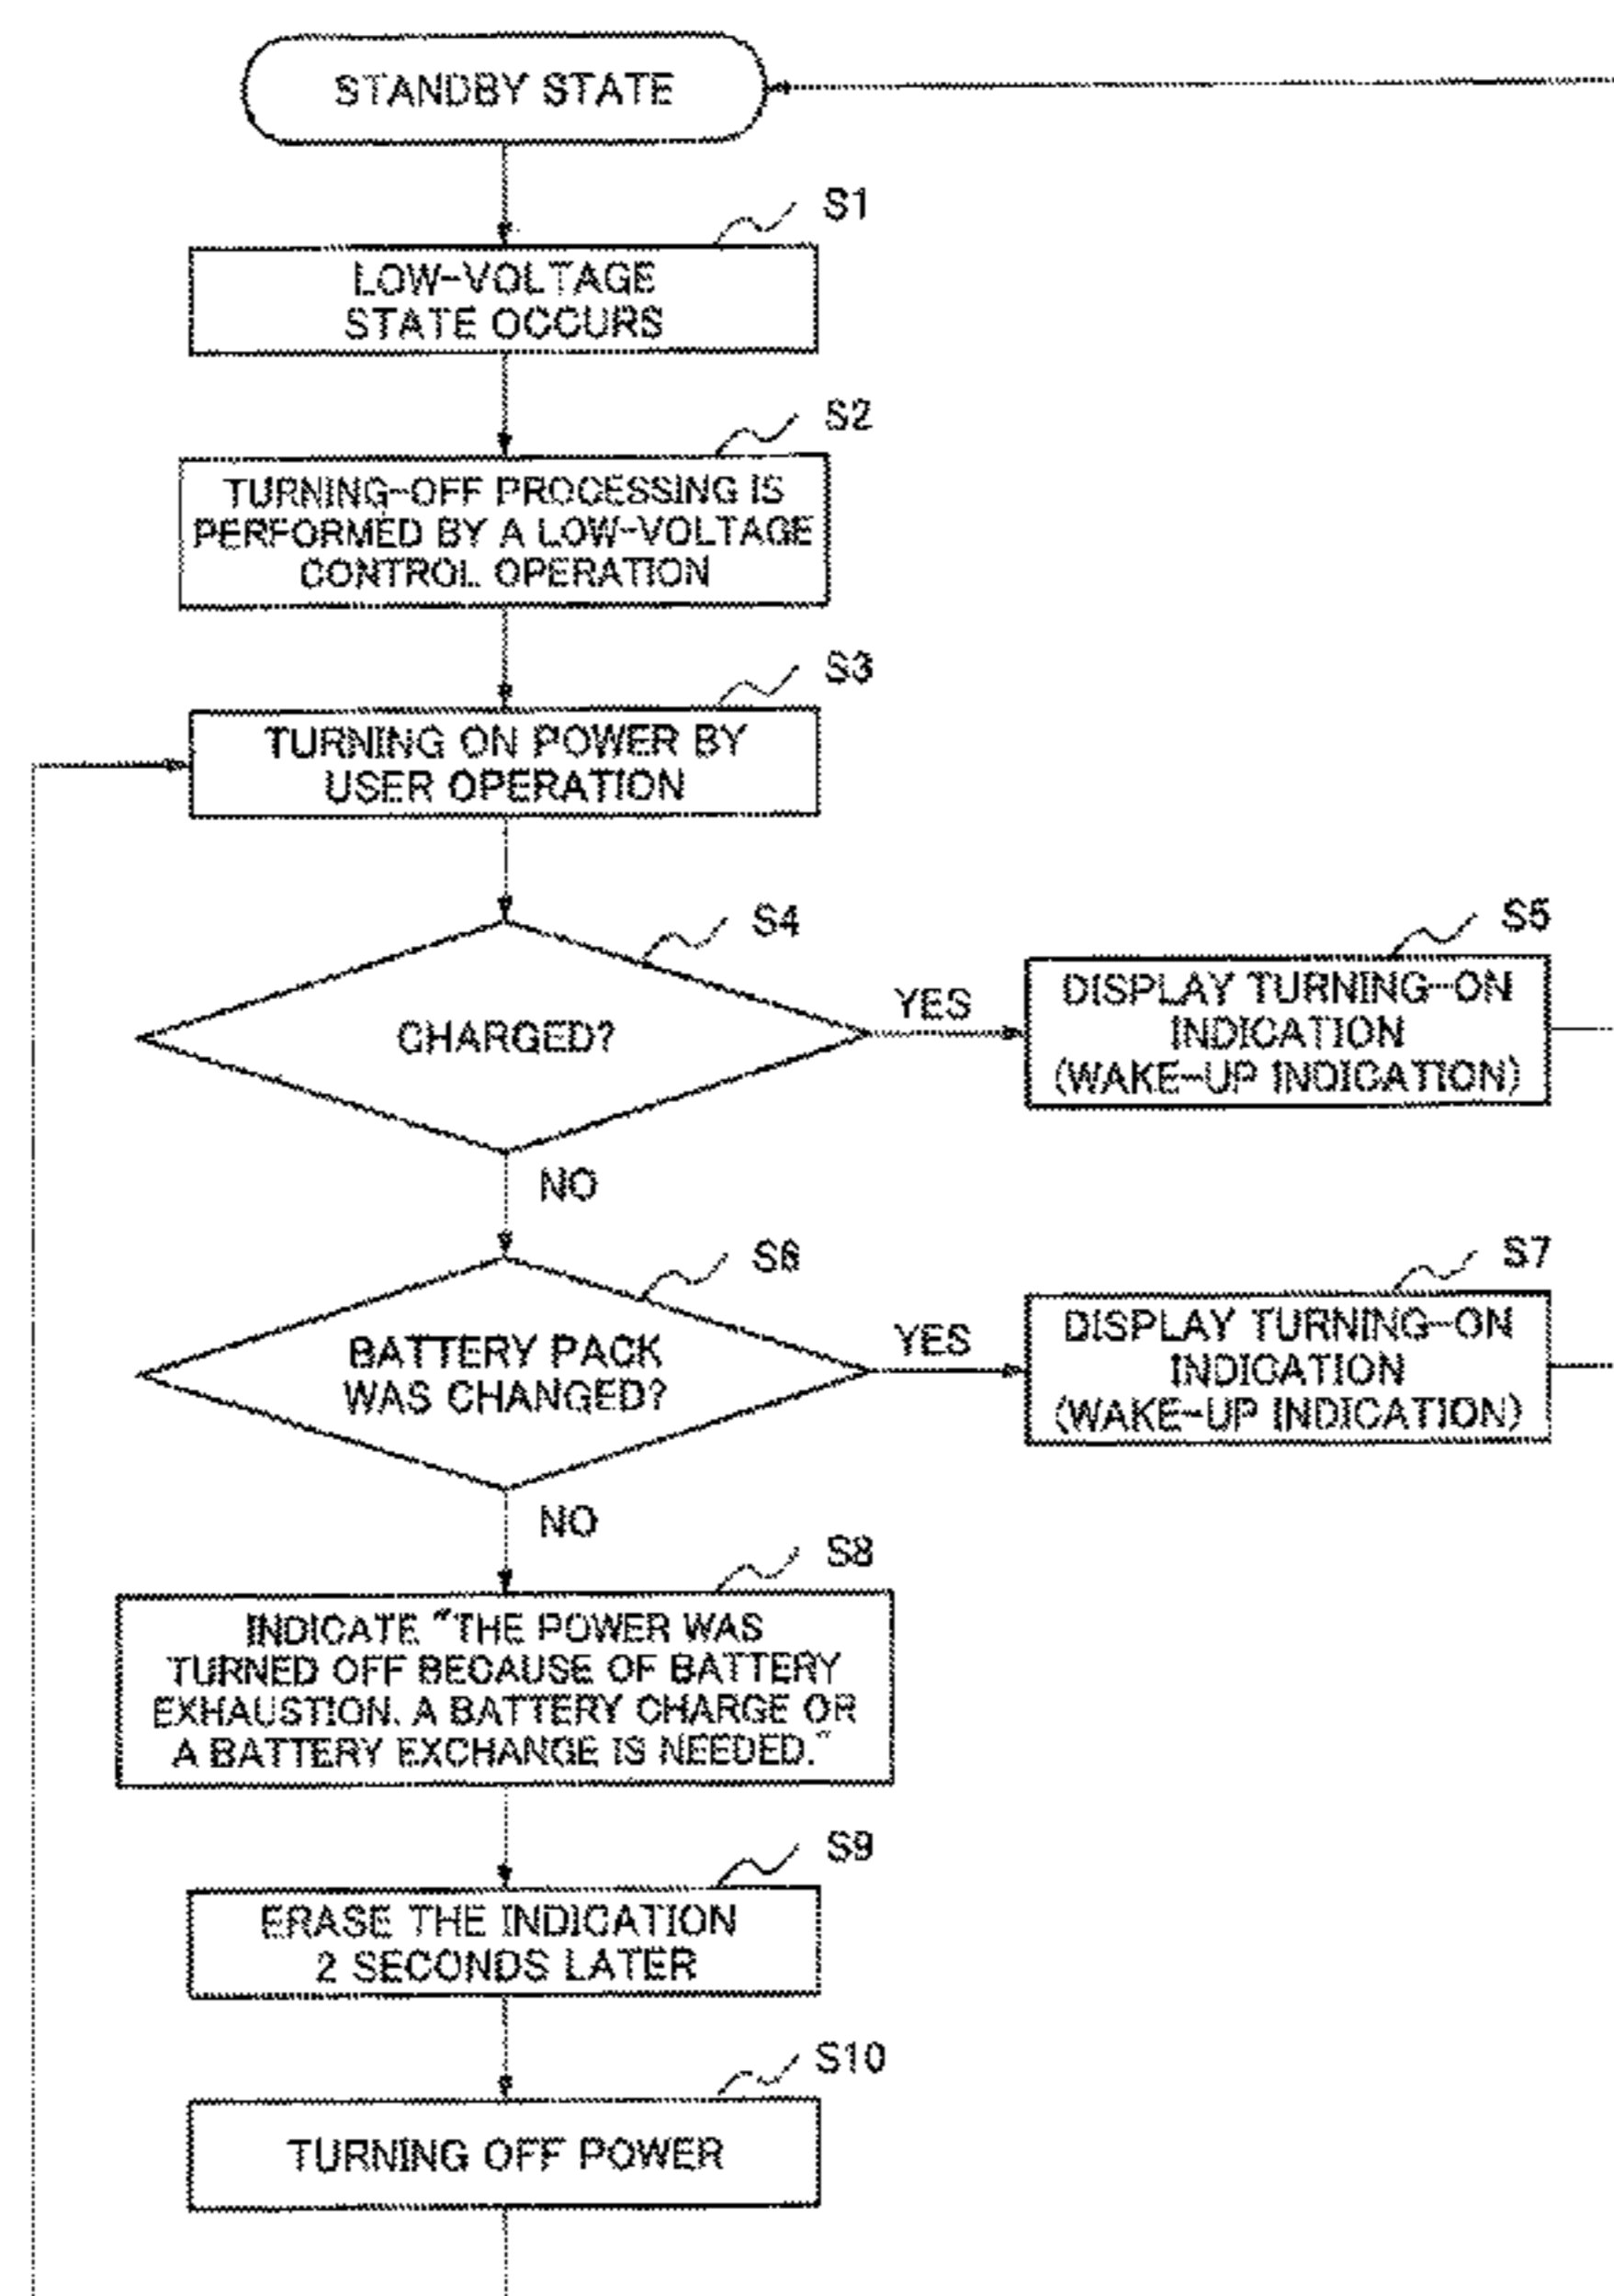 STANDBY STATE
S1
LOW-VOLTAGE
STATE OCCURS
S2
TURNING-OFF PROCESSING IS
PERFORMED BY A LOW-VOLTAGE
CONTROL OPERATION
S3
TURNING ON POWER BY
USER OPERATION
S4
CHARGED?
YES
S5
DISPLAY TURNING-ON
INDICATION
(WAKE-UP INDICATION)
NO
S6
BATTERY PACK
WAS CHANGED?
YES
S7
DISPLAY TURNING-ON
INDICATION
(WAKE-UP INDICATION)
NO
S8
INDICATE "THE POWER WAS
TURNED OFF BECAUSE OF BATTERY
EXHAUSTION. A BATTERY CHARGE OR
A BATTERY EXCHANGE IS NEEDED."
S9
ERASE THE INDICATION
2 SECONDS LATER
S10
TURNING OFF POWER